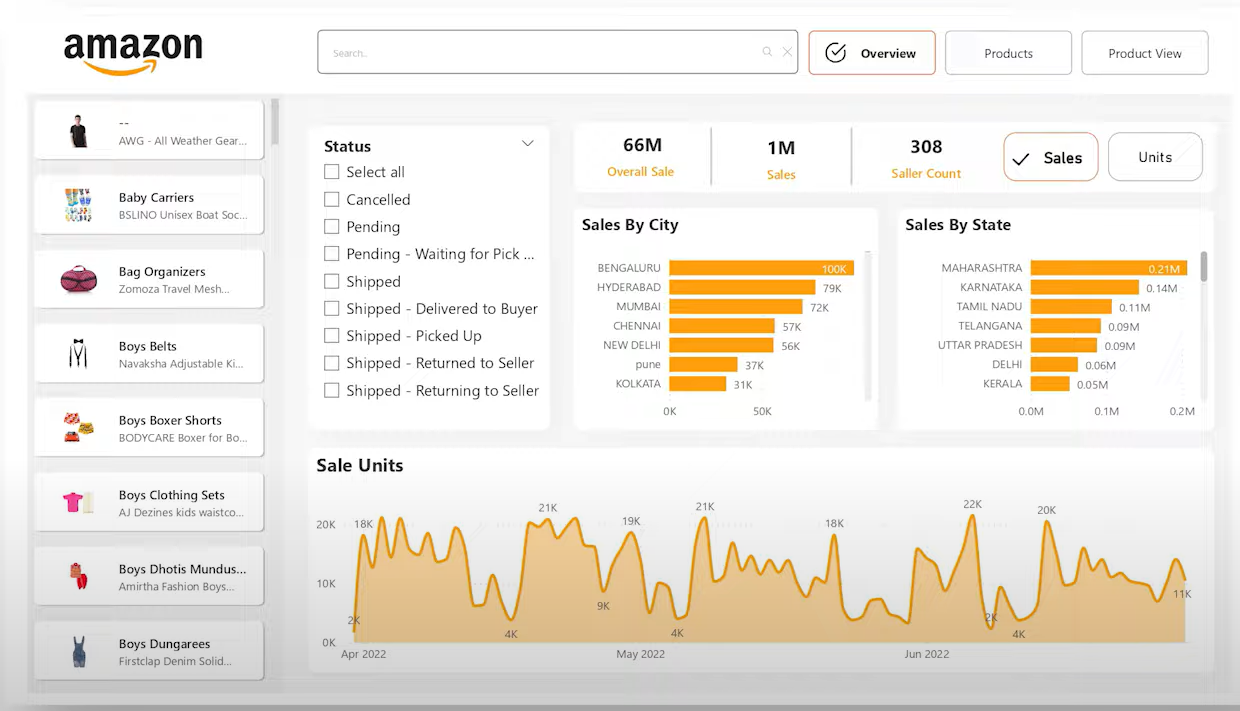 amazon
Search..
Overview
Products
Product View
--
AWG - All Weather Gear...
Baby Carriers
BSLINO Unisex Boat Soc...
Bag Organizers
Zomoza Travel Mesh...
Boys Belts
Navaksha Adjustable Ki...
Boys Boxer Shorts
BODYCARE Boxer for Bo...
Boys Clothing Sets
AJ Dezines kids waistco...
Boys Dhotis Mundus...
Amirtha Fashion Boys...
Boys Dungarees
Firstclap Denim Solid...
Status
Select all
Cancelled
Pending
Pending - Waiting for Pick ...
Shipped
Shipped - Delivered to Buyer
Shipped - Picked Up
Shipped - Returned to Seller
Shipped - Returning to Seller
66M
Overall Sale
1M
Sales
308
Saller Count
Sales
Units
Sales By City
BENGALURU 100K
HYDERABAD 79K
MUMBAI 72K
CHENNAI 57K
NEW DELHI 56K
pune 37K
KOLKATA 31K
0K 50K
Sales By State
MAHARASHTRA 0.21M
KARNATAKA 0.14M
TAMIL NADU 0.11M
TELANGANA 0.09M
UTTAR PRADESH 0.09M
DELHI 0.06M
KERALA 0.05M
0.0M 0.1M 0.2M
Sale Units
20K
10K
0K
2K
18K
4K
21K
9K
19K
4K
21K
18K
22K
2K
4K
20K
11K
Apr 2022 May 2022 Jun 2022